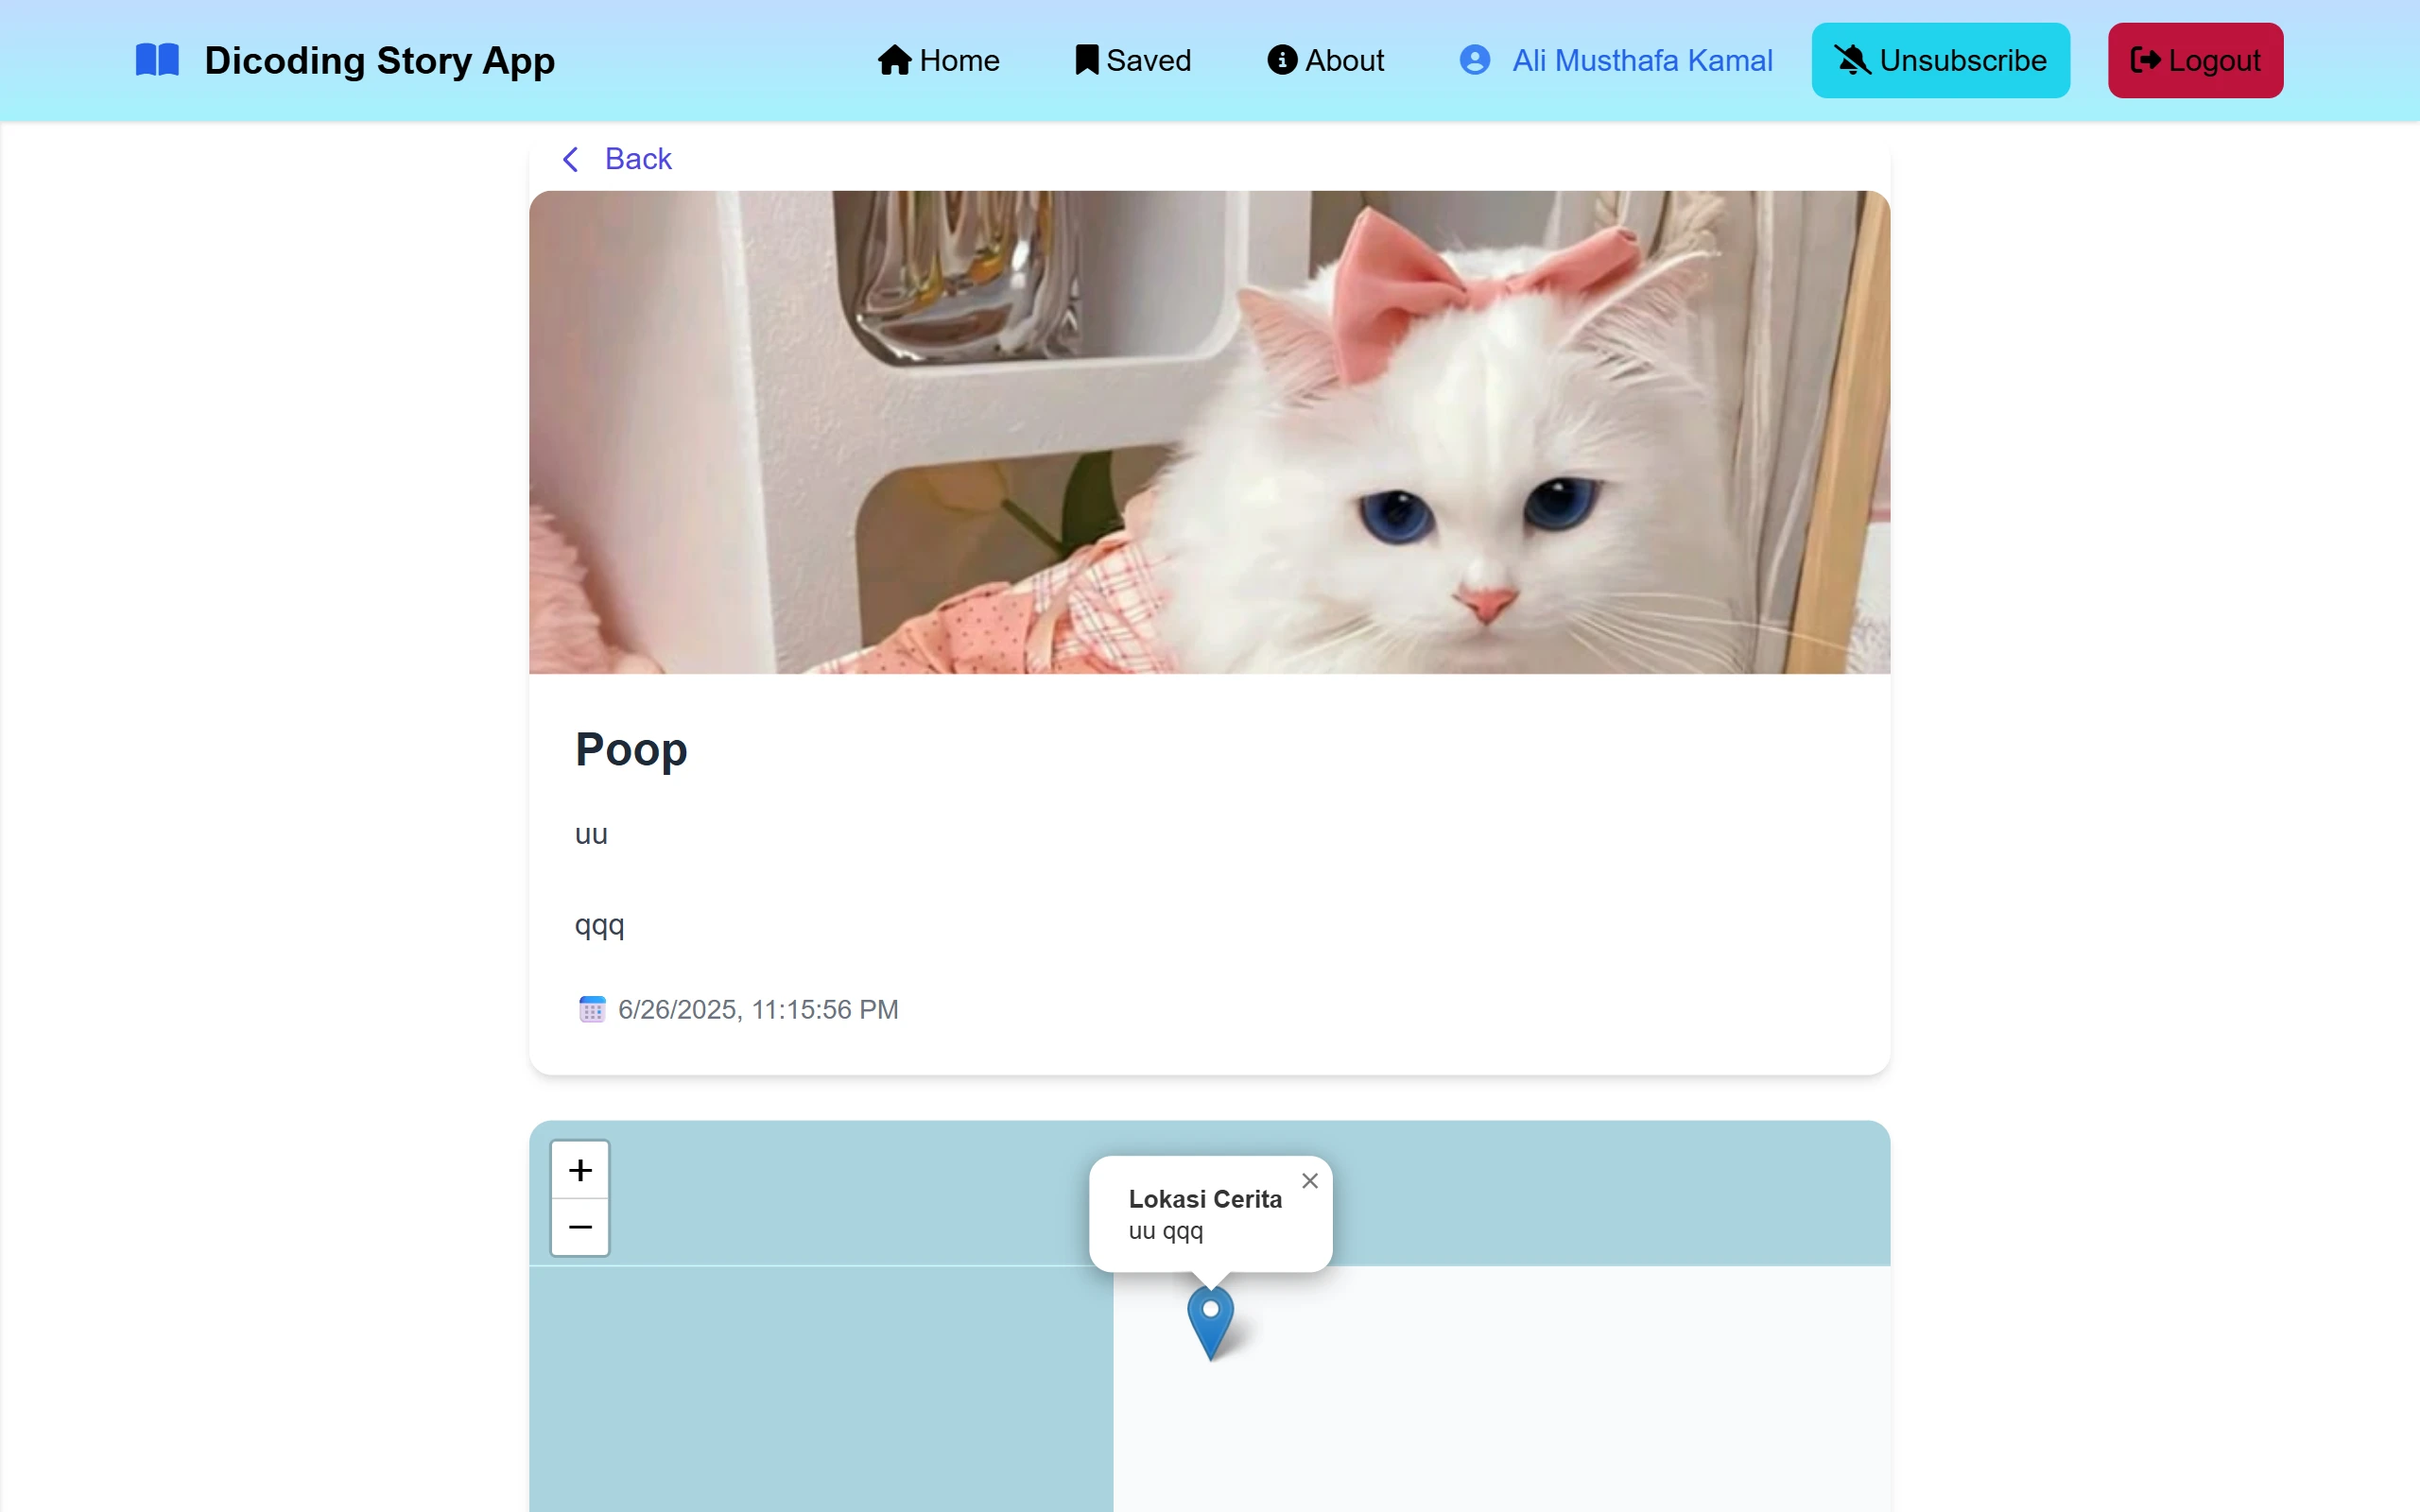 Dicoding Story App
Home
Saved
About
Ali Musthafa Kamal
Unsubscribe
Logout
Back
Poop
uu
qqq
6/26/2025, 11:15:56 PM
+
−
Lokasi Cerita
×
uu qqq